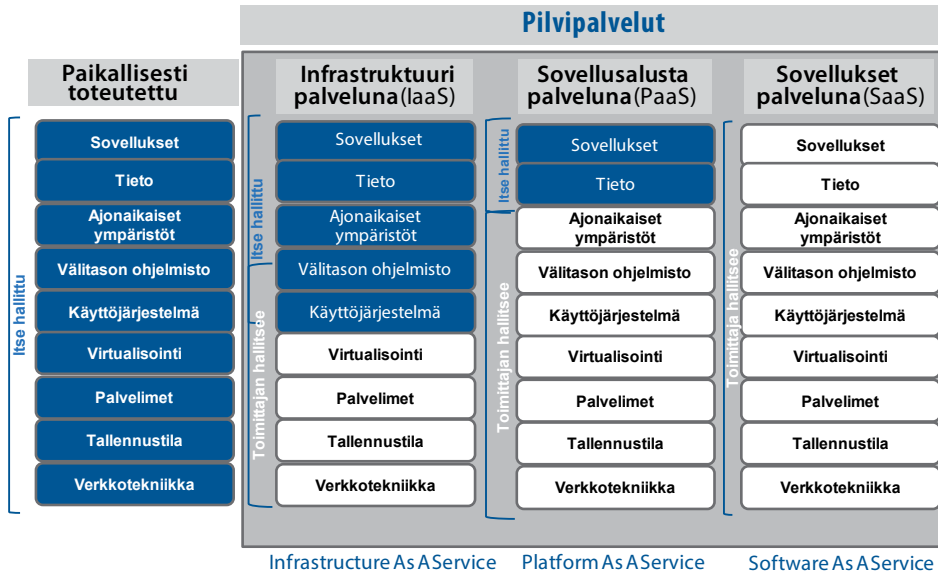 Pilvipalvelut
Paikallisesti
toteutettu
Itse hallittu
Sovellukset
Tieto
Ajonaikaiset
ympäristöt
Välitason ohjelmisto
Käyttöjärjestelmä
Virtualisointi
Palvelimet
Tallennustila
Verkkotekniikka
Infrastruktuuri
palveluna (IaaS)
Itse hallittu
Toimittajan hallitsee
Sovellukset
Tieto
Ajonaikaiset
ympäristöt
Välitason ohjelmisto
Käyttöjärjestelmä
Virtualisointi
Palvelimet
Tallennustila
Verkkotekniikka
Infrastructure As A Service
Sovellusalusta
palveluna (PaaS)
Itse hallittu
Toimittajan hallitsee
Sovellukset
Tieto
Ajonaikaiset
ympäristöt
Välitason ohjelmisto
Käyttöjärjestelmä
Virtualisointi
Palvelimet
Tallennustila
Verkkotekniikka
Platform As A Service
Sovellukset
palveluna (SaaS)
Toimittaja hallitsee
Sovellukset
Tieto
Ajonaikaiset
ympäristöt
Välitason ohjelmisto
Käyttöjärjestelmä
Virtualisointi
Palvelimet
Tallennustila
Verkkotekniikka
Software As A Service